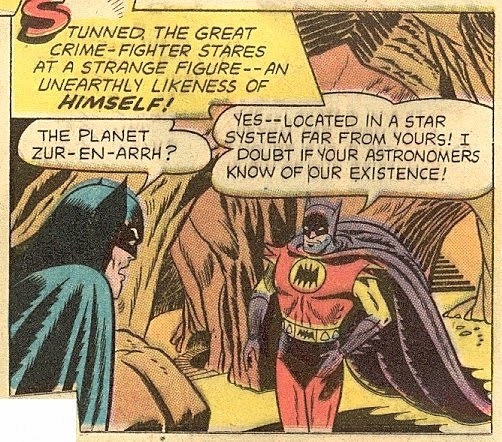 STUNNED, THE GREAT
CRIME-FIGHTER STARES
AT A STRANGE FIGURE--AN
UNEARTHLY LIKENESS OF
HIMSELF!
THE PLANET
ZUR-EN-ARRH?
YES--LOCATED IN A STAR
SYSTEM FAR FROM YOURS! I
DOUBT IF YOUR ASTRONOMERS
KNOW OF OUR EXISTENCE!